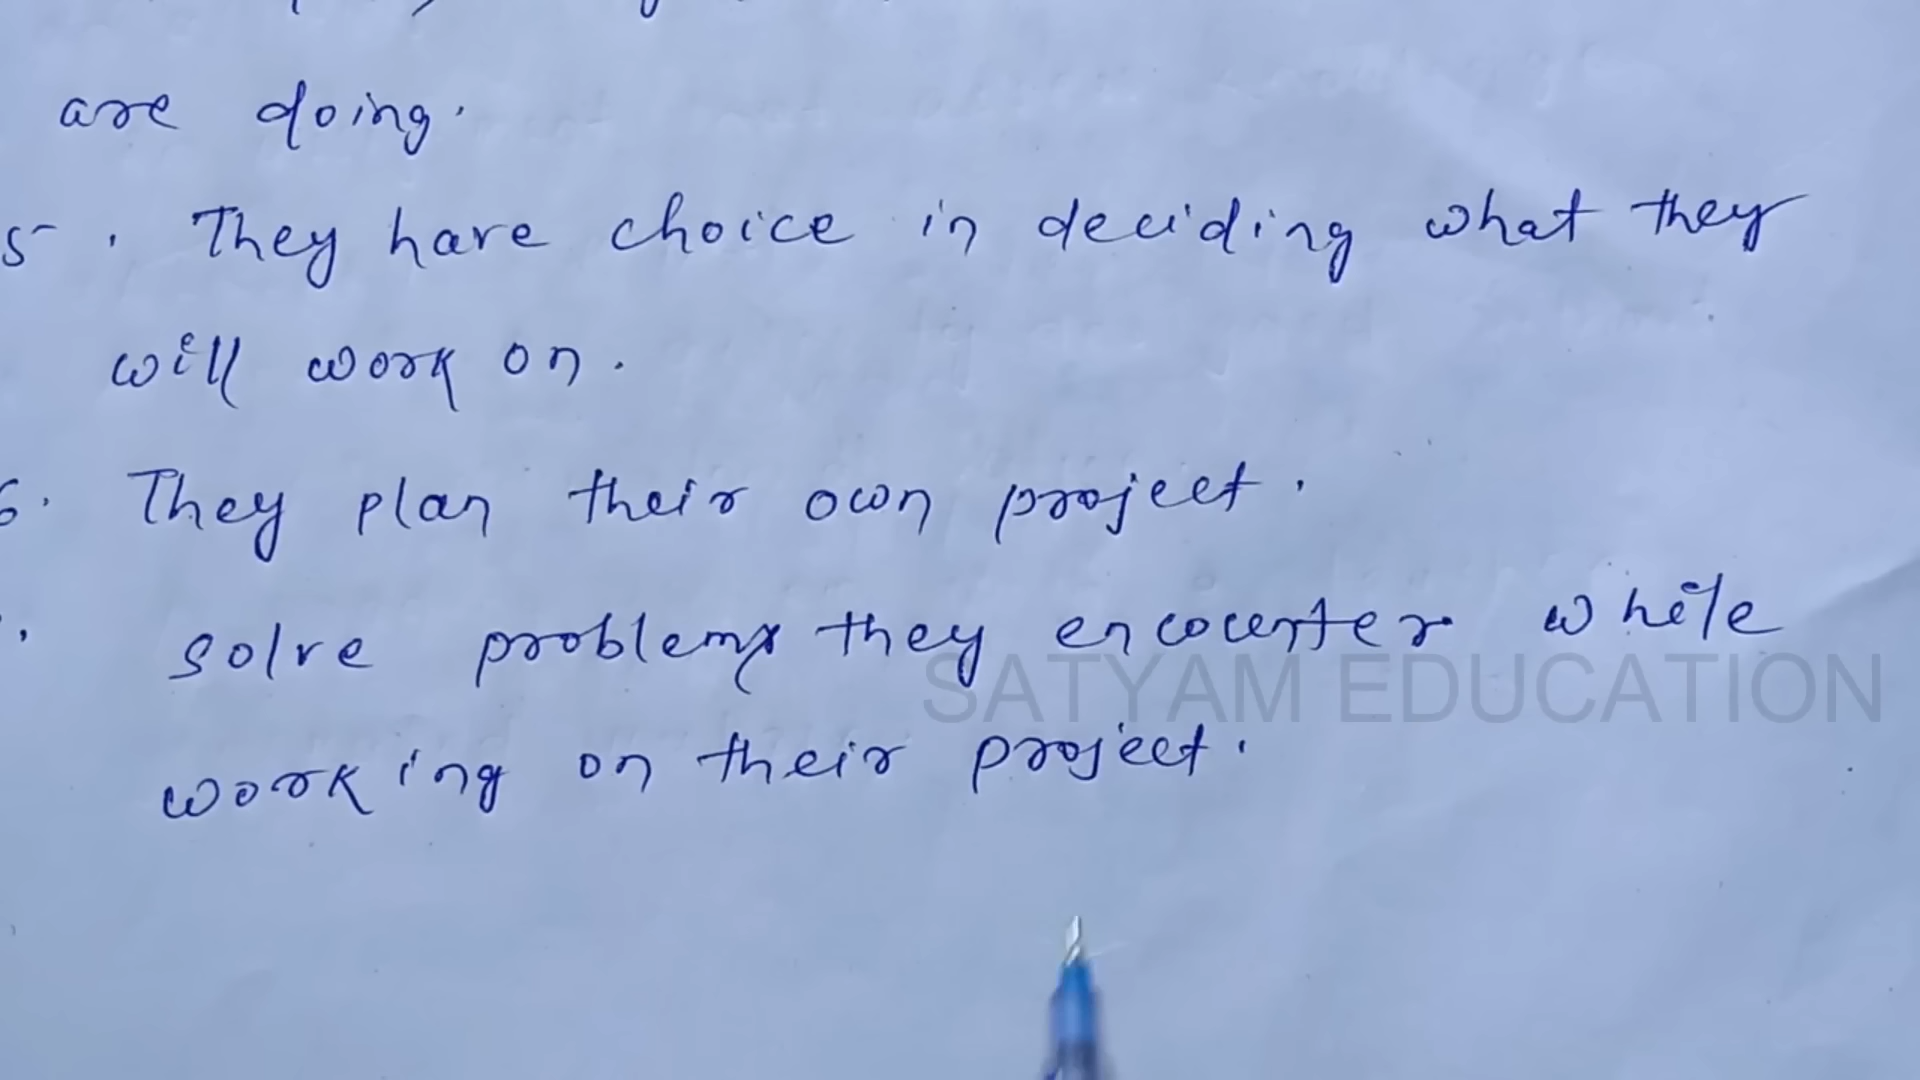 are doing.
5. They have choice in deciding what they
will work on.
6. They plan their own project.
. solve problems they encounter while
SATYAM EDUCATION
working on their project.